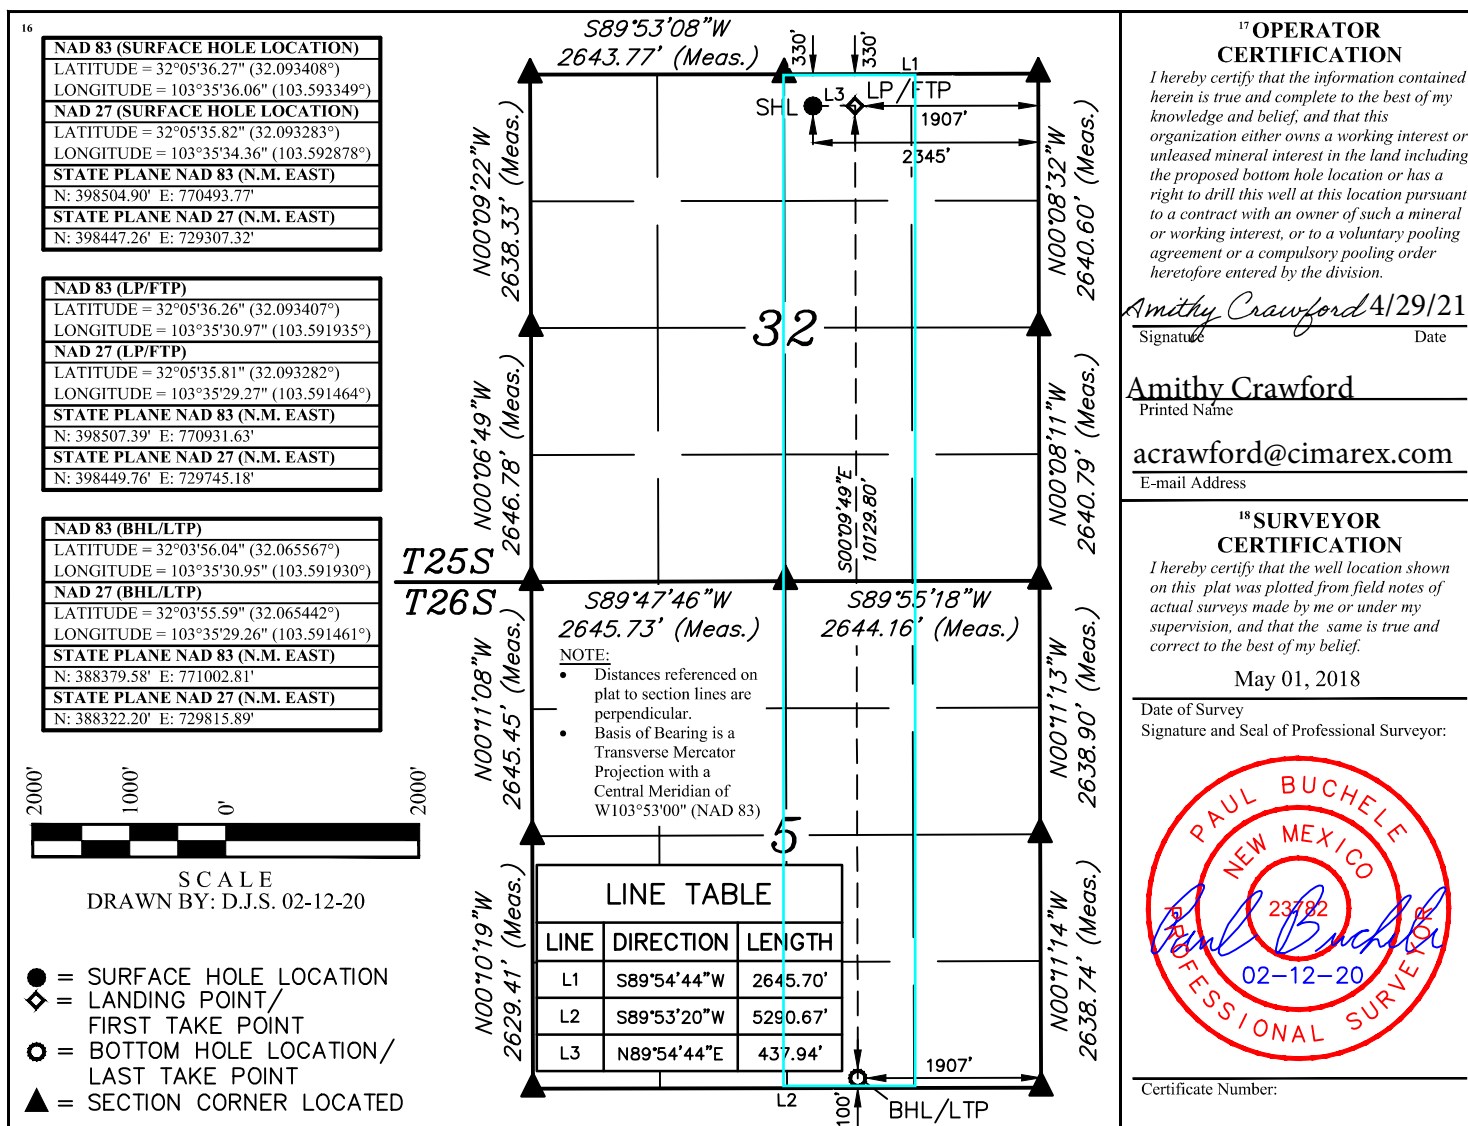 16
NAD 83 (SURFACE HOLE LOCATION)
LATITUDE = 32°05'36.27" (32.093408°)
LONGITUDE = 103°35'36.06" (103.593349°)
NAD 27 (SURFACE HOLE LOCATION)
LATITUDE = 32°05'35.82" (32.093283°)
LONGITUDE = 103°35'34.36" (103.592878°)
STATE PLANE NAD 83 (N.M. EAST)
N: 398504.90' E: 770493.77'
STATE PLANE NAD 27 (N.M. EAST)
N: 398447.26' E: 729307.32'
NAD 83 (LP/FTP)
LATITUDE = 32°05'36.26" (32.093407°)
LONGITUDE = 103°35'30.97" (103.591935°)
NAD 27 (LP/FTP)
LATITUDE = 32°05'35.81" (32.093282°)
LONGITUDE = 103°35'29.27" (103.591464°)
STATE PLANE NAD 83 (N.M. EAST)
N: 398507.39' E: 770931.63'
STATE PLANE NAD 27 (N.M. EAST)
N: 398449.76' E: 729745.18'
NAD 83 (BHL/LTP)
LATITUDE = 32°03'56.04" (32.065567°)
LONGITUDE = 103°35'30.95" (103.591930°)
NAD 27 (BHL/LTP)
LATITUDE = 32°03'55.59" (32.065442°)
LONGITUDE = 103°35'29.26" (103.591461°)
STATE PLANE NAD 83 (N.M. EAST)
N: 388379.58' E: 771002.81'
STATE PLANE NAD 27 (N.M. EAST)
N: 388322.20' E: 729815.89'
2000'
1000'
0'
2000'
SCALE
DRAWN BY: D.J.S. 02-12-20
= SURFACE HOLE LOCATION
= LANDING POINT/
FIRST TAKE POINT
= BOTTOM HOLE LOCATION/
LAST TAKE POINT
= SECTION CORNER LOCATED
S89°53'08"W
2643.77' (Meas.)
330'
330'
L1
SHL
L3
LP/FTP
1907'
2345'
N00°09'22"W
2638.33' (Meas.)
N00°08'32"W
2640.60' (Meas.)
32
N00°06'49"W
2646.78' (Meas.)
N00°08'11"W
2640.79' (Meas.)
S00°09'49"E
10129.80'
T25S
T26S
S89°47'46"W
2645.73' (Meas.)
S89°55'18"W
2644.16' (Meas.)
NOTE:
• Distances referenced on
plat to section lines are
perpendicular.
• Basis of Bearing is a
Transverse Mercator
Projection with a
Central Meridian of
W103°53'00" (NAD 83)
N00°11'08"W
2645.45' (Meas.)
N00°11'13"W
2638.90' (Meas.)
5
N00°10'19"W
2629.41' (Meas.)
N00°11'14"W
2638.74' (Meas.)
LINE TABLE
LINE DIRECTION LENGTH
L1 S89°54'44"W 2645.70'
L2 S89°53'20"W 5290.67'
L3 N89°54'44"E 437.94'
1907'
L2
100'
BHL/LTP
17 OPERATOR
CERTIFICATION
I hereby certify that the information contained
herein is true and complete to the best of my
knowledge and belief, and that this
organization either owns a working interest or
unleased mineral interest in the land including
the proposed bottom hole location or has a
right to drill this well at this location pursuant
to a contract with an owner of such a mineral
or working interest, or to a voluntary pooling
agreement or a compulsory pooling order
heretofore entered by the division.
Amithy Crawford 4/29/21
Signature Date
Amithy Crawford
Printed Name
acrawford@cimarex.com
E-mail Address
18 SURVEYOR
CERTIFICATION
I hereby certify that the well location shown
on this plat was plotted from field notes of
actual surveys made by me or under my
supervision, and that the same is true and
correct to the best of my belief.
May 01, 2018
Date of Survey
Signature and Seal of Professional Surveyor:
PAUL BUCHELE
NEW MEXICO
23782
Paul Buchele
02-12-20
PROFESSIONAL SURVEYOR
Certificate Number: